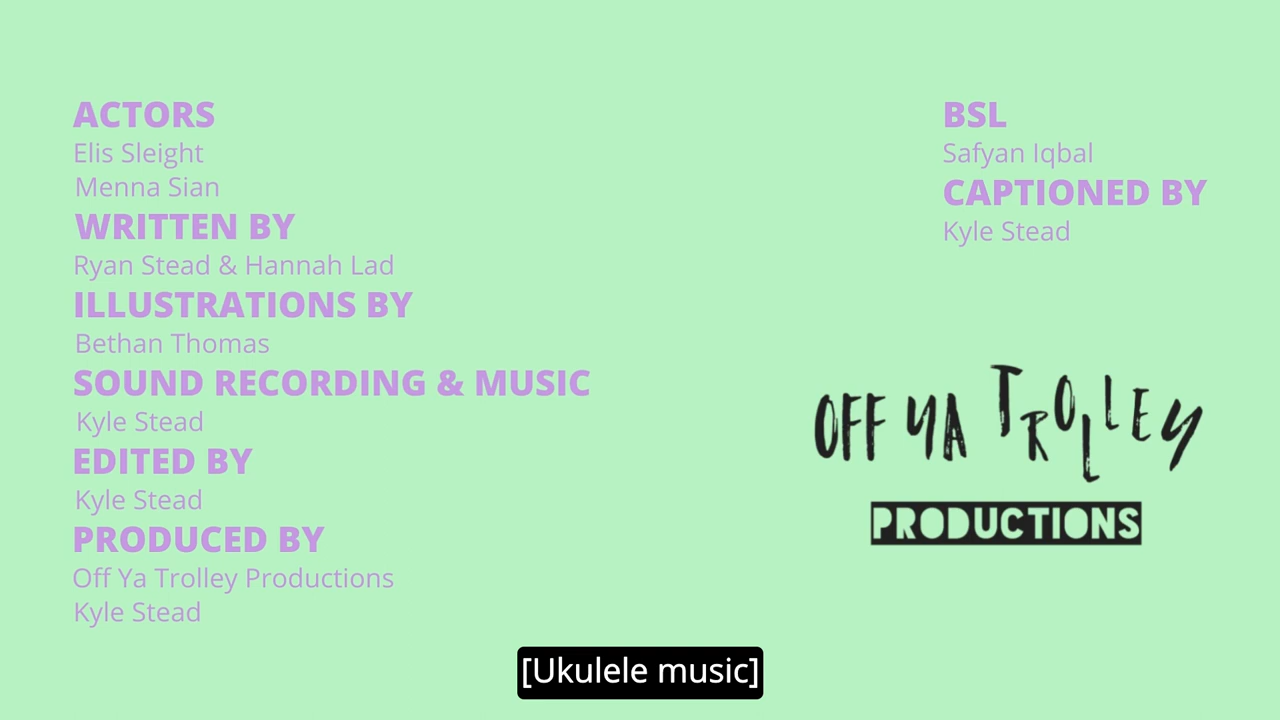 ACTORS
Elis Sleight
Menna Sian
WRITTEN BY
Ryan Stead & Hannah Lad
ILLUSTRATIONS BY
Bethan Thomas
SOUND RECORDING & MUSIC
Kyle Stead
EDITED BY
Kyle Stead
PRODUCED BY
Off Ya Trolley Productions
Kyle Stead
BSL
Safyan Iqbal
CAPTIONED BY
Kyle Stead
OFF YA TROLLEY
PRODUCTIONS
[Ukulele music]